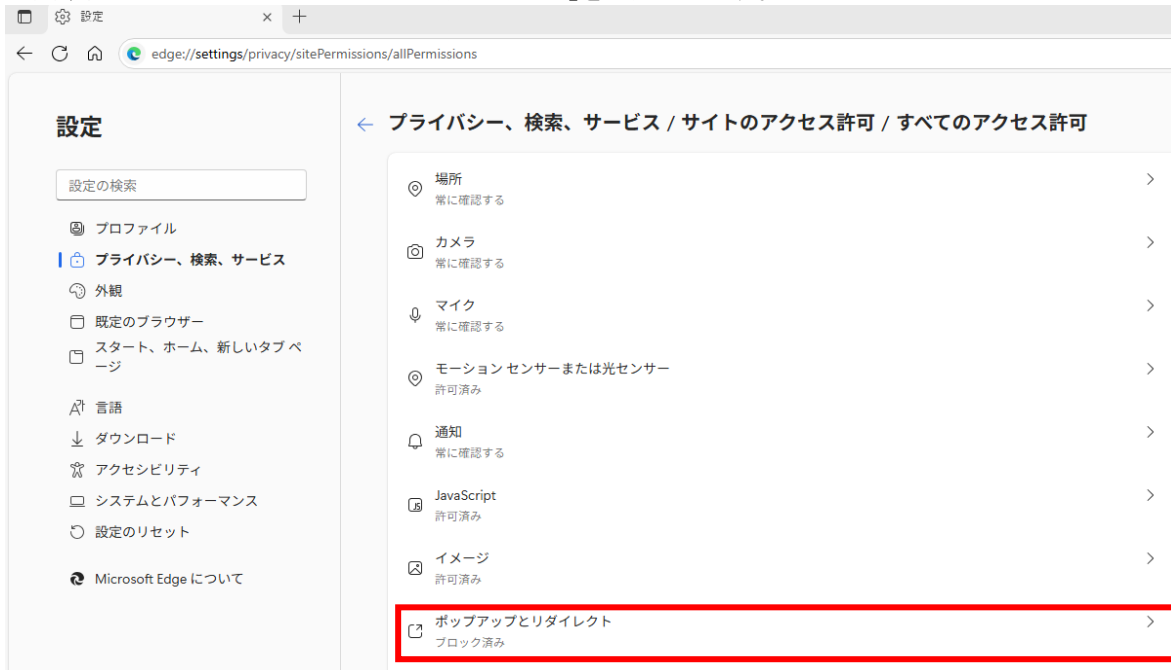 設定
edge://settings/privacy/sitePermissions/allPermissions
設定
プライバシー、検索、サービス / サイトのアクセス許可 / すべてのアクセス許可
設定の検索
プロファイル
プライバシー、検索、サービス
外観
既定のブラウザー
スタート、ホーム、新しいタブ ペ
ージ
言語
ダウンロード
アクセシビリティ
システムとパフォーマンス
設定のリセット
Microsoft Edge について
場所
常に確認する
カメラ
常に確認する
マイク
常に確認する
モーション センサーまたは光センサー
許可済み
通知
常に確認する
JavaScript
許可済み
イメージ
許可済み
ポップアップとリダイレクト
ブロック済み